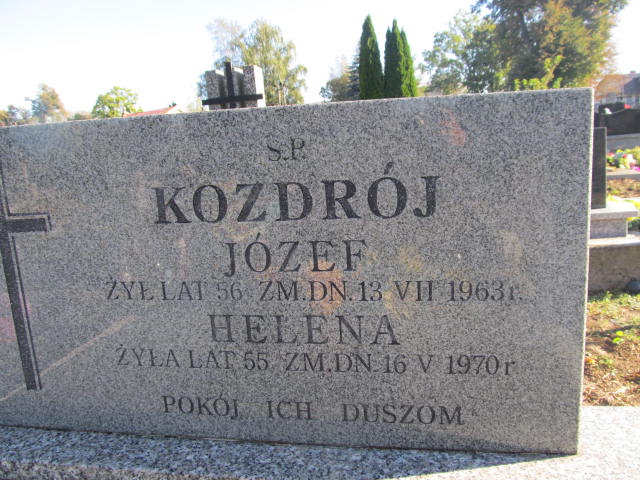 Ś.P.
KOZDRÓJ
JÓZEF
ŻYŁ LAT 56 ZM.DN.13 VII 1963 r.
HELENA
ŻYŁA LAT 55 ZM.DN 16 V 1970 r
POKÓJ ICH DUSZOM